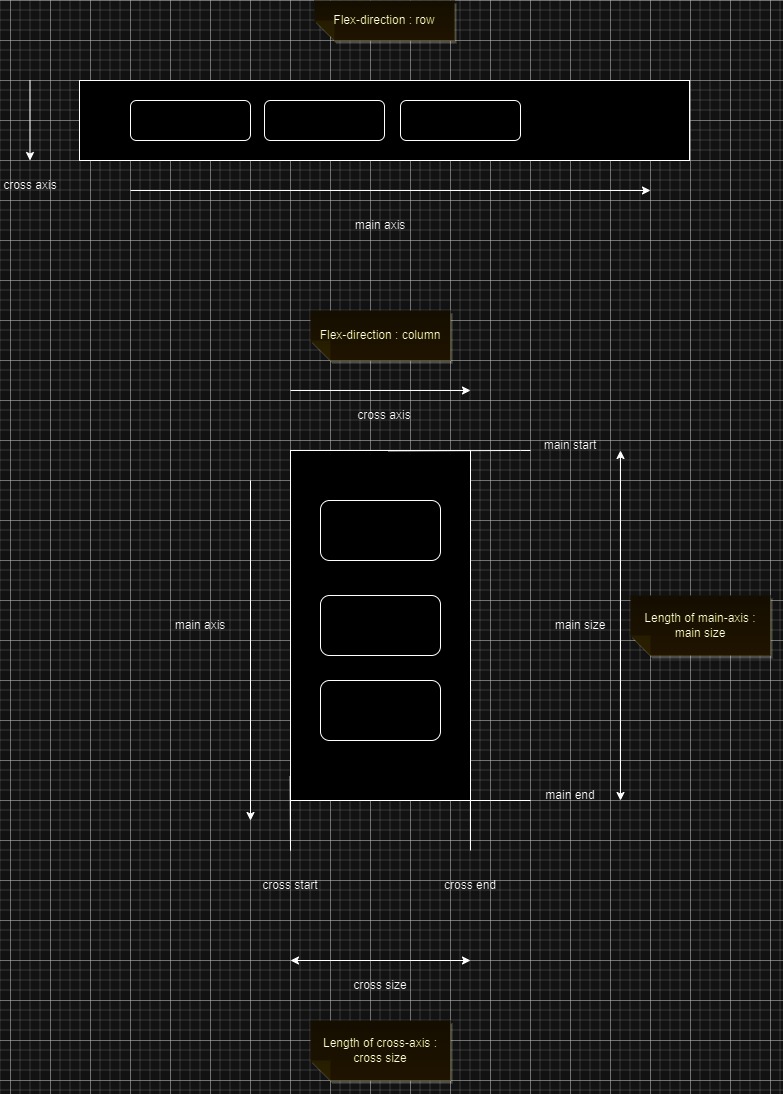 Flex-direction : row
cross axis
main axis
Flex-direction : column
cross axis
main start
main axis
main size
Length of main-axis :
main size
main end
cross start
cross end
cross size
Length of cross-axis :
cross size